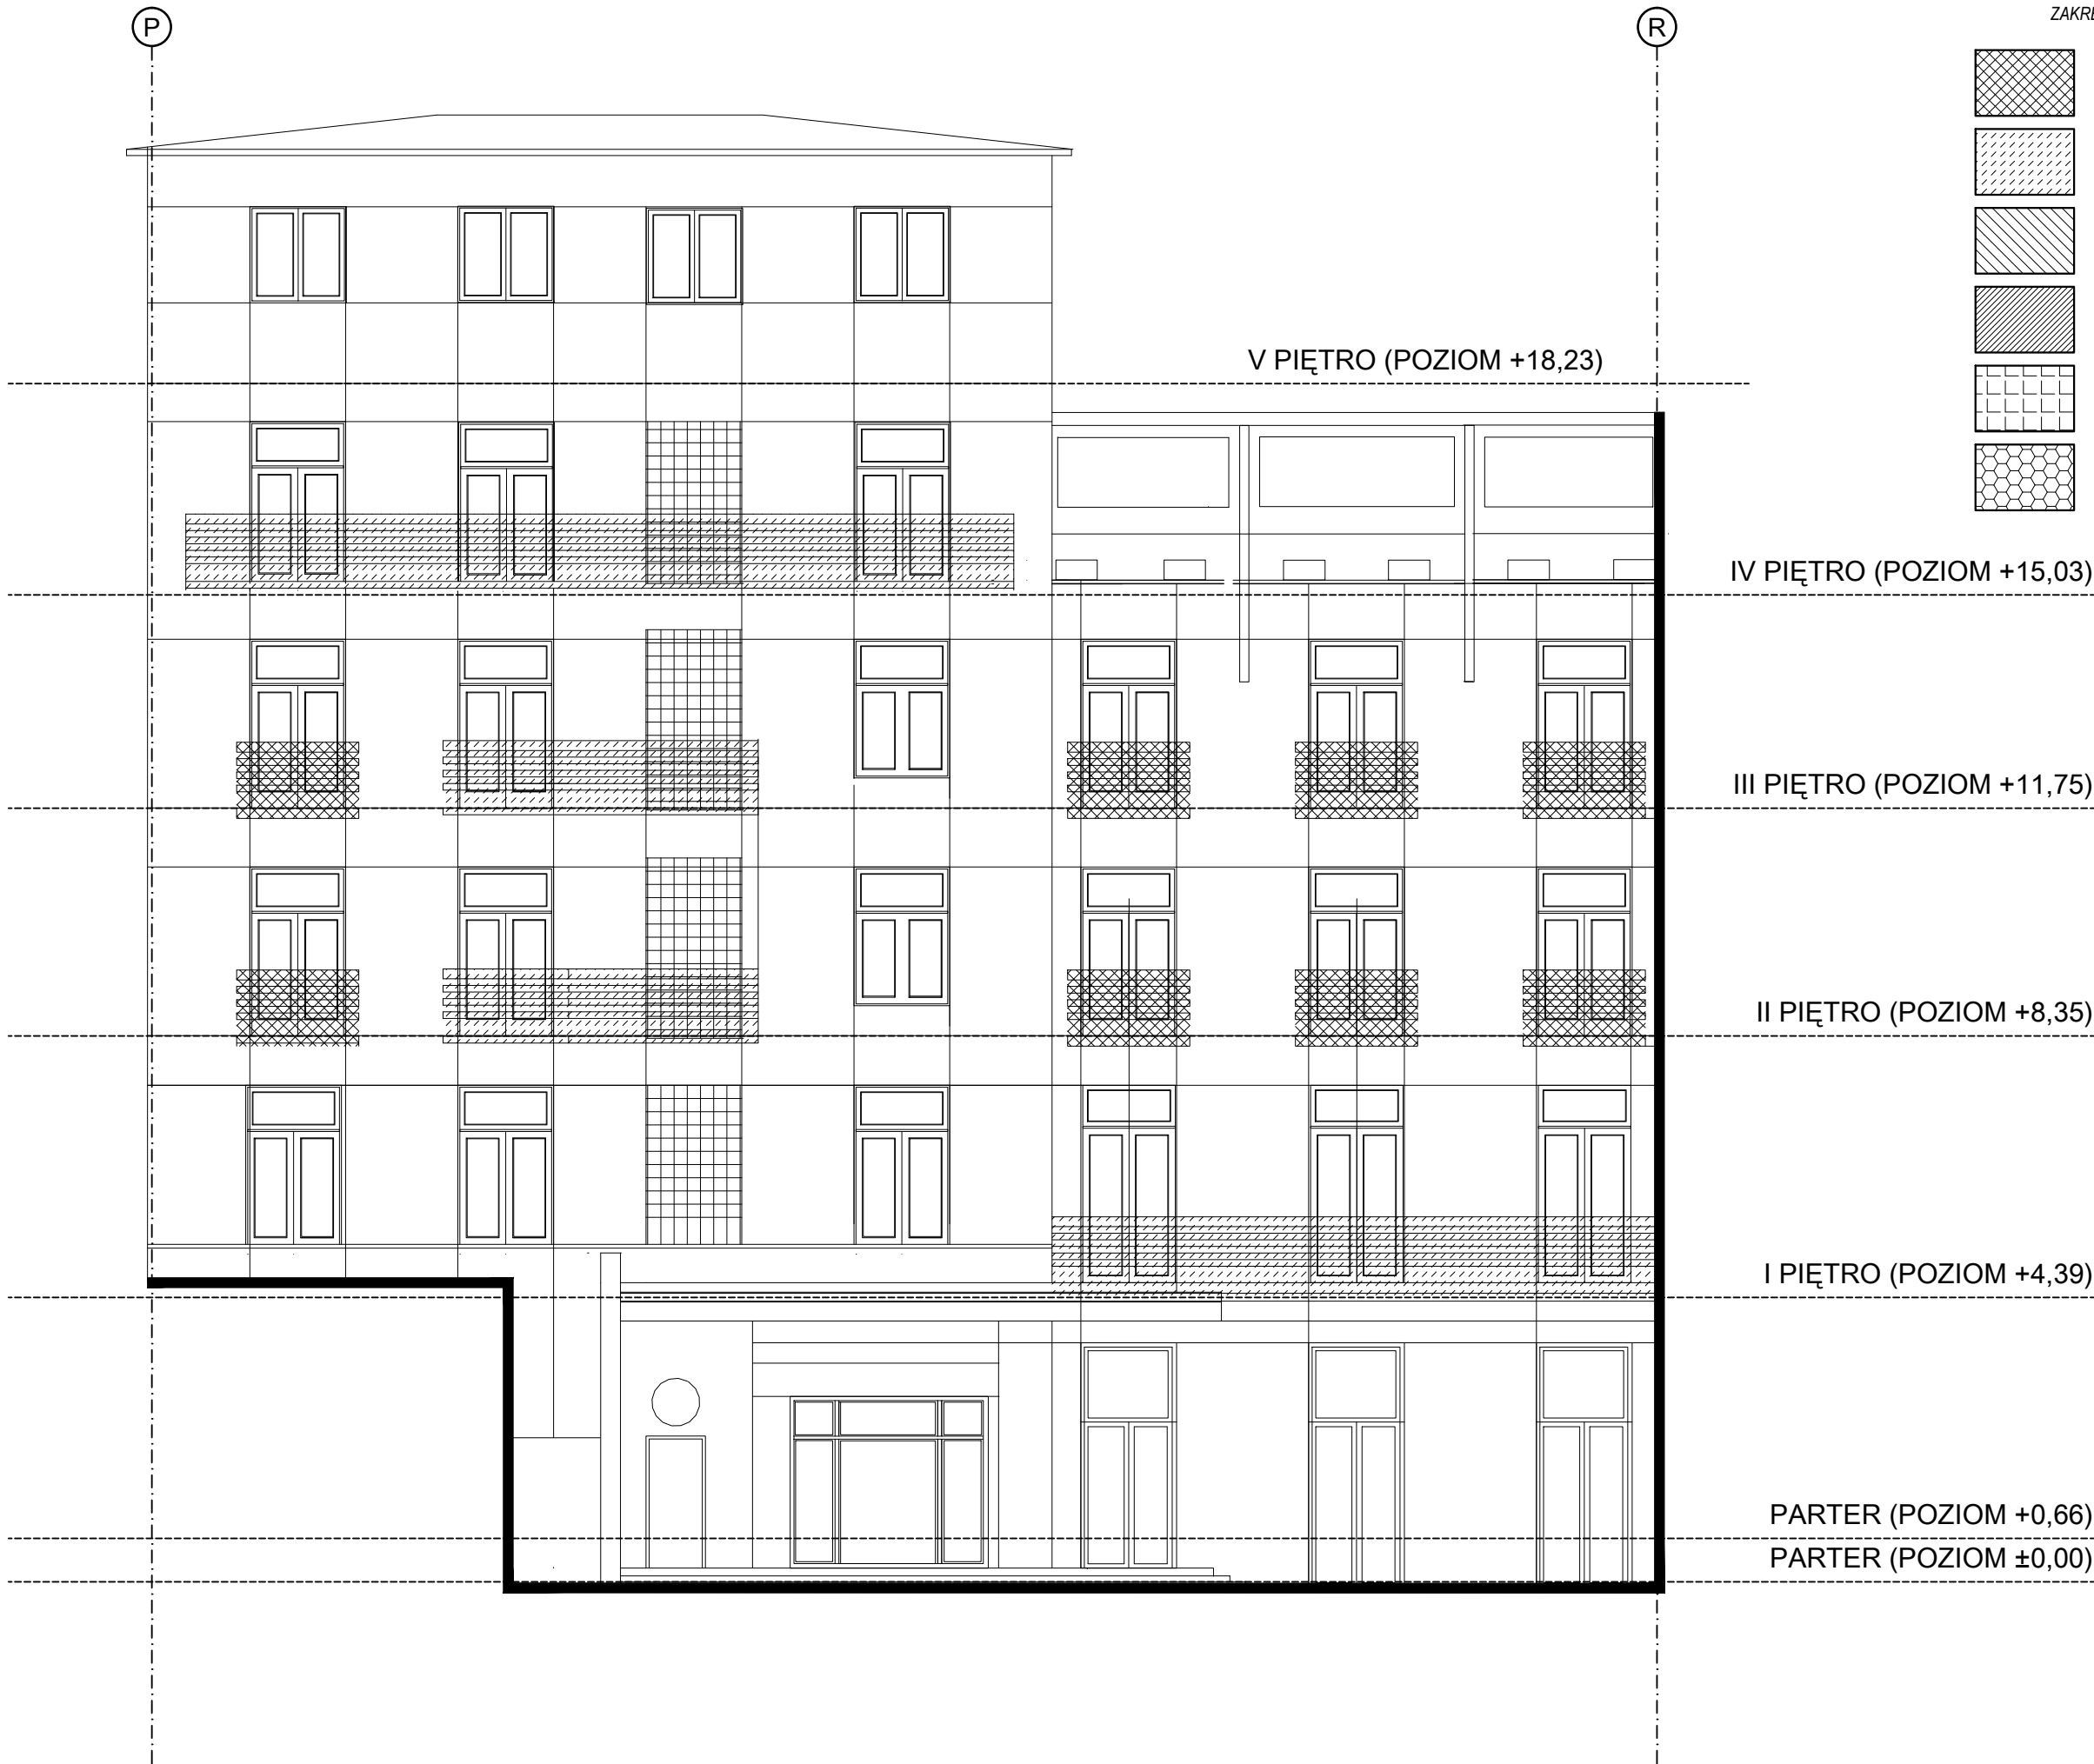 P
R
V PIĘTRO (POZIOM +18,23)
IV PIĘTRO (POZIOM +15,03)
III PIĘTRO (POZIOM +11,75)
II PIĘTRO (POZIOM +8,35)
I PIĘTRO (POZIOM +4,39)
PARTER (POZIOM +0,66)
PARTER (POZIOM ±0,00)